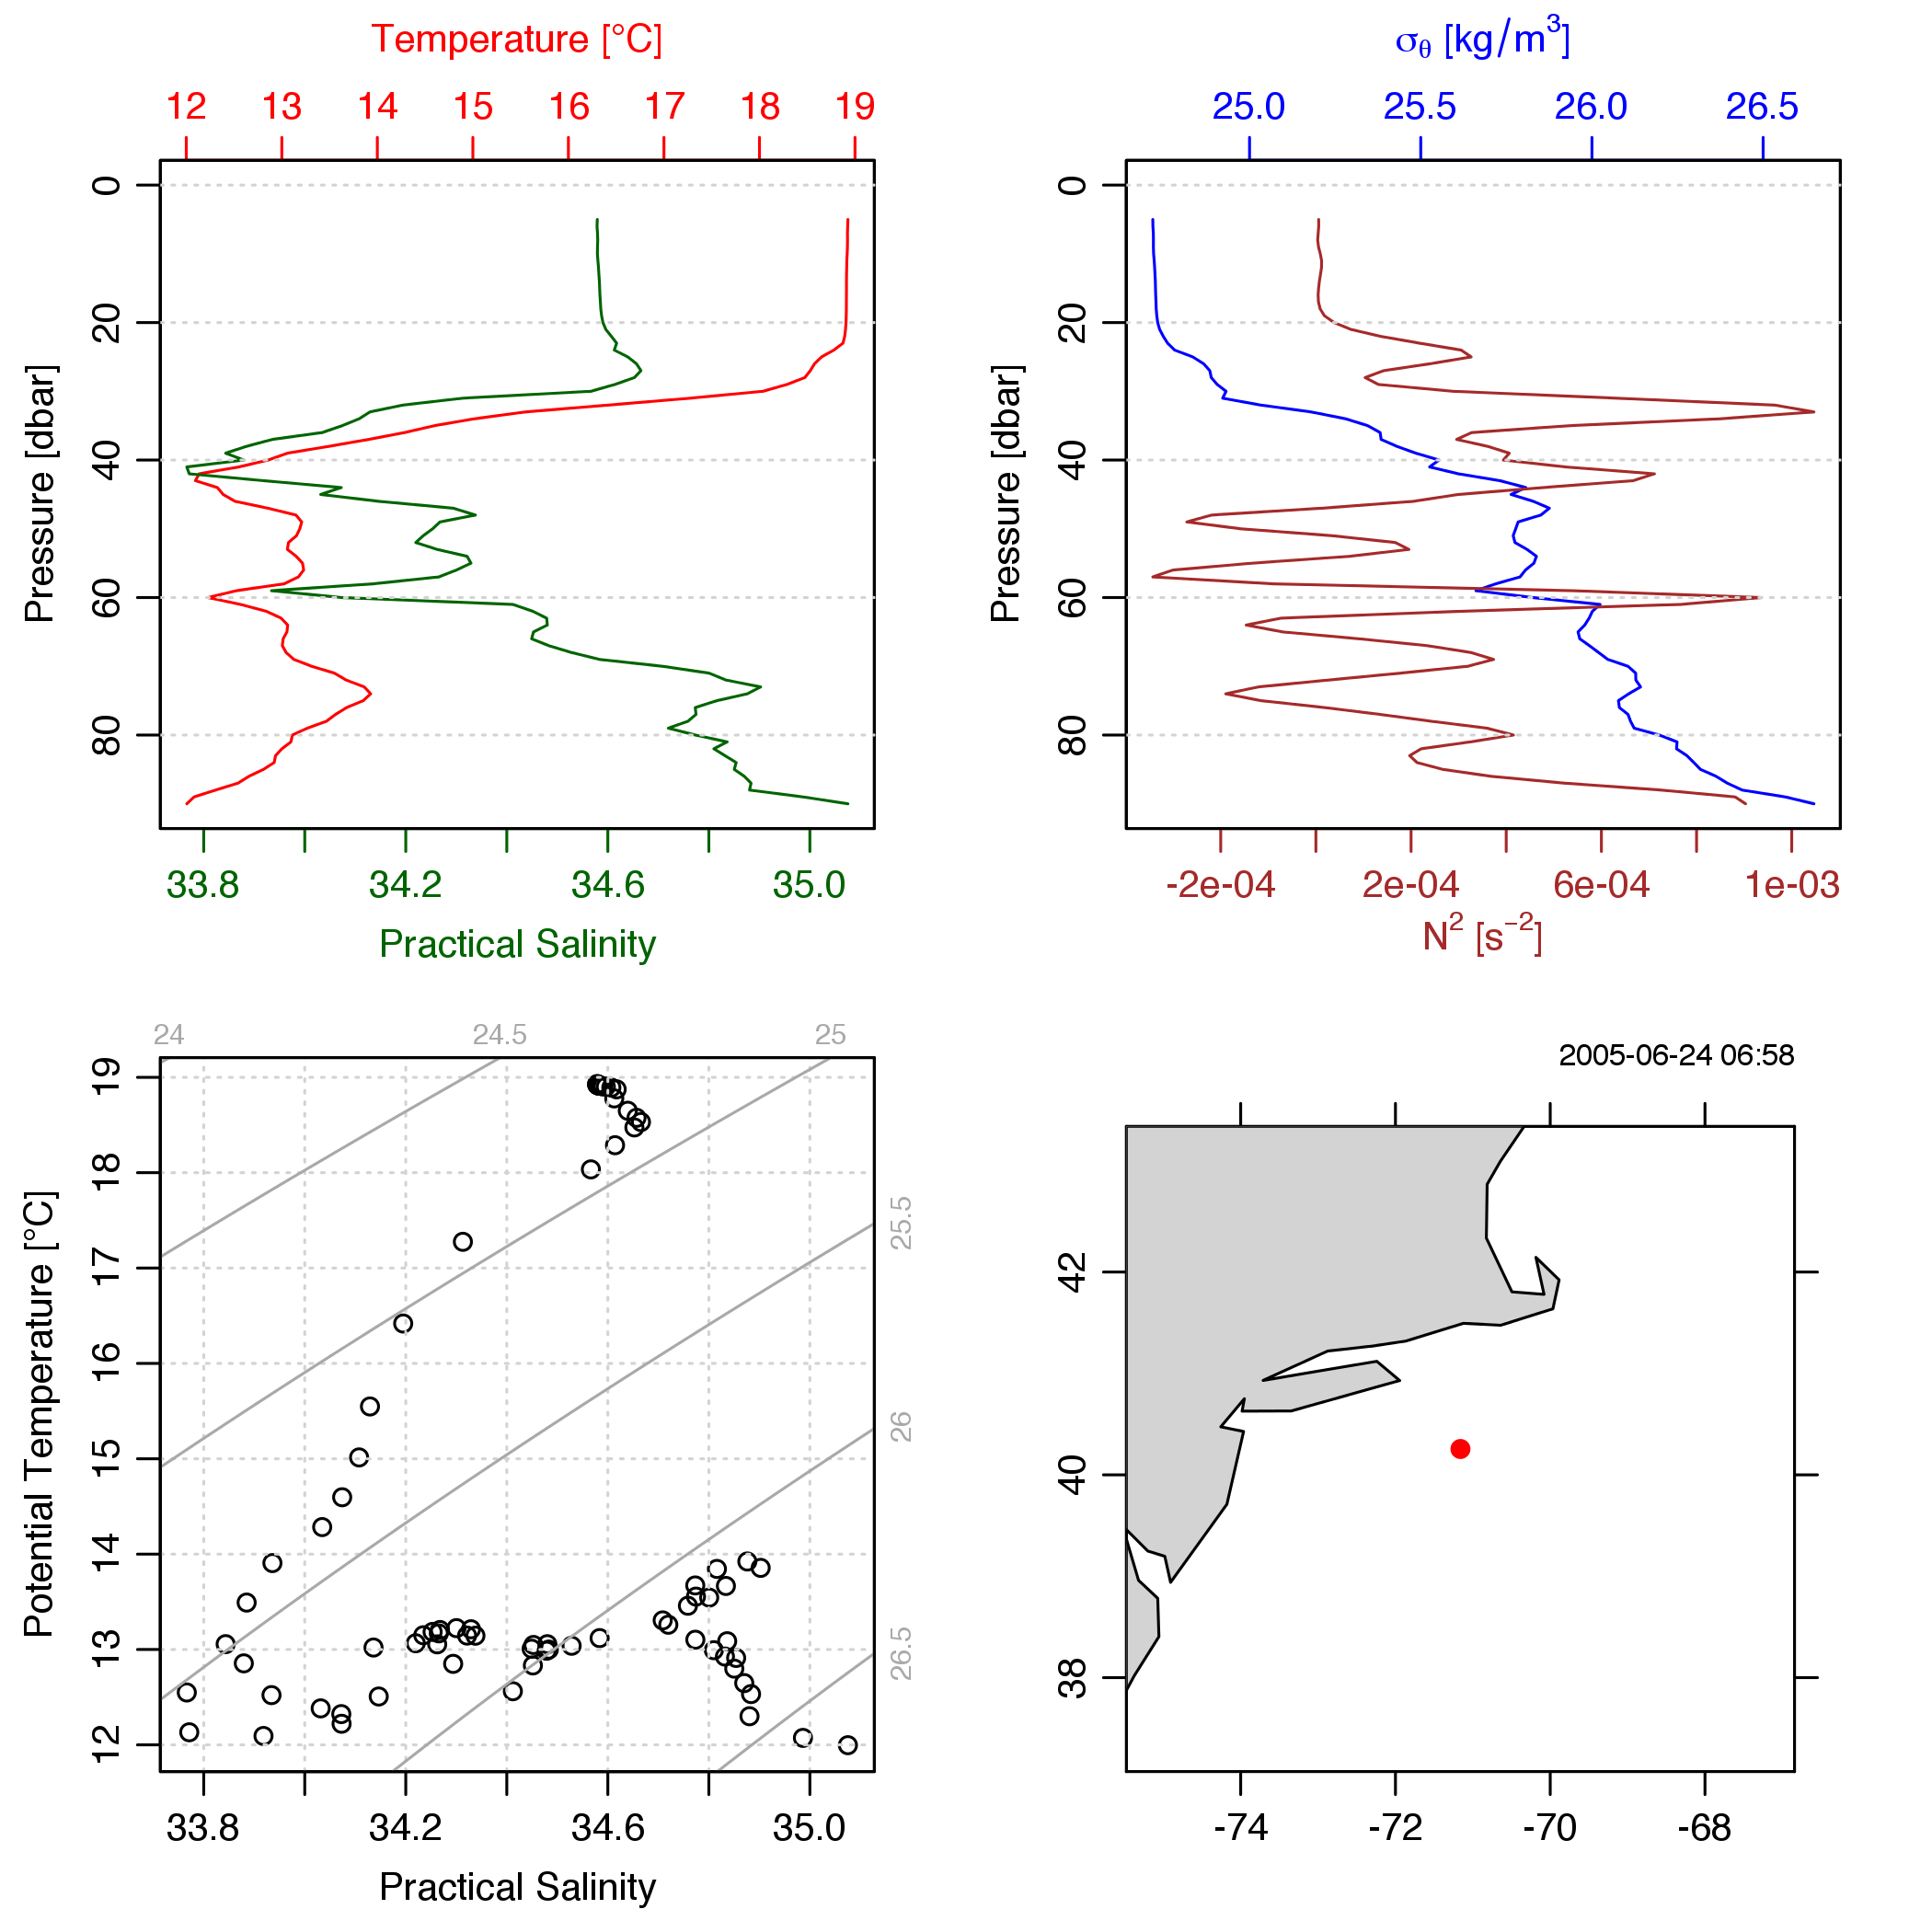 Temperature [°C]
12 13 14 15 16 17 18 19
0
20
40
60
80
Pressure [dbar]
33.8 34.2 34.6 35.0
Practical Salinity
σθ [kg/m³]
25.0 25.5 26.0 26.5
0
20
40
60
80
Pressure [dbar]
-2e-04 2e-04 6e-04 1e-03
N² [s⁻²]
24 24.5 25
25.5
26
26.5
19
18
17
16
15
14
13
12
Potential Temperature [°C]
33.8 34.2 34.6 35.0
Practical Salinity
2005-06-24 06:58
42
40
38
-74 -72 -70 -68